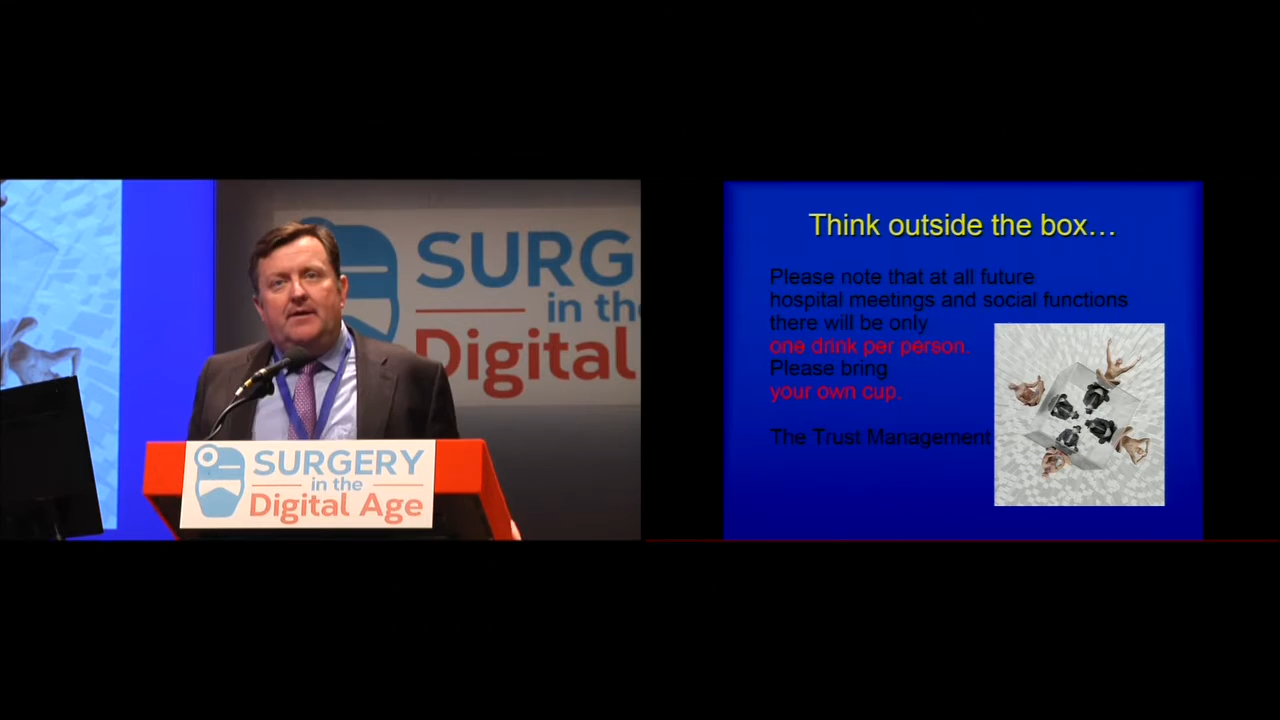 SURG
in the
Digital
SURGERY
in the
Digital Age
Think outside the box…
Please note that at all future
hospital meetings and social functions
there will be only
one drink per person.
Please bring
your own cup.
The Trust Management